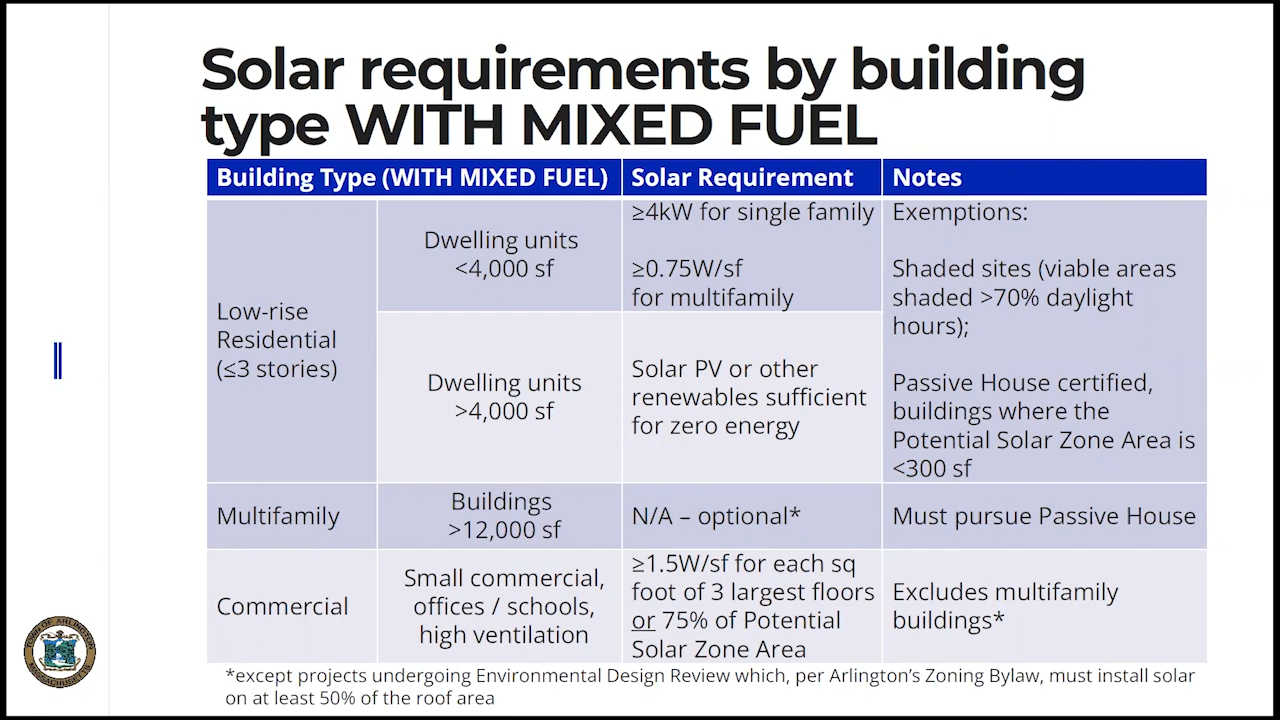 Solar requirements by building
type WITH MIXED FUEL
Building Type (WITH MIXED FUEL)
Solar Requirement
Notes
Low-rise
Residential
(≤3 stories)
Dwelling units
<4,000 sf
≥4kW for single family
≥0.75W/sf
for multifamily
Exemptions:
Shaded sites (viable areas
shaded >70% daylight
hours);
Passive House certified,
buildings where the
Potential Solar Zone Area is
<300 sf
Dwelling units
>4,000 sf
Solar PV or other
renewables sufficient
for zero energy
Multifamily
Buildings
>12,000 sf
N/A – optional*
Must pursue Passive House
Commercial
Small commercial,
offices / schools,
high ventilation
≥1.5W/sf for each sq
foot of 3 largest floors
or 75% of Potential
Solar Zone Area
Excludes multifamily
buildings*
*except projects undergoing Environmental Design Review which, per Arlington’s Zoning Bylaw, must install solar
on at least 50% of the roof area
TOWN OF ARLINGTON
MASSACHUSETTS